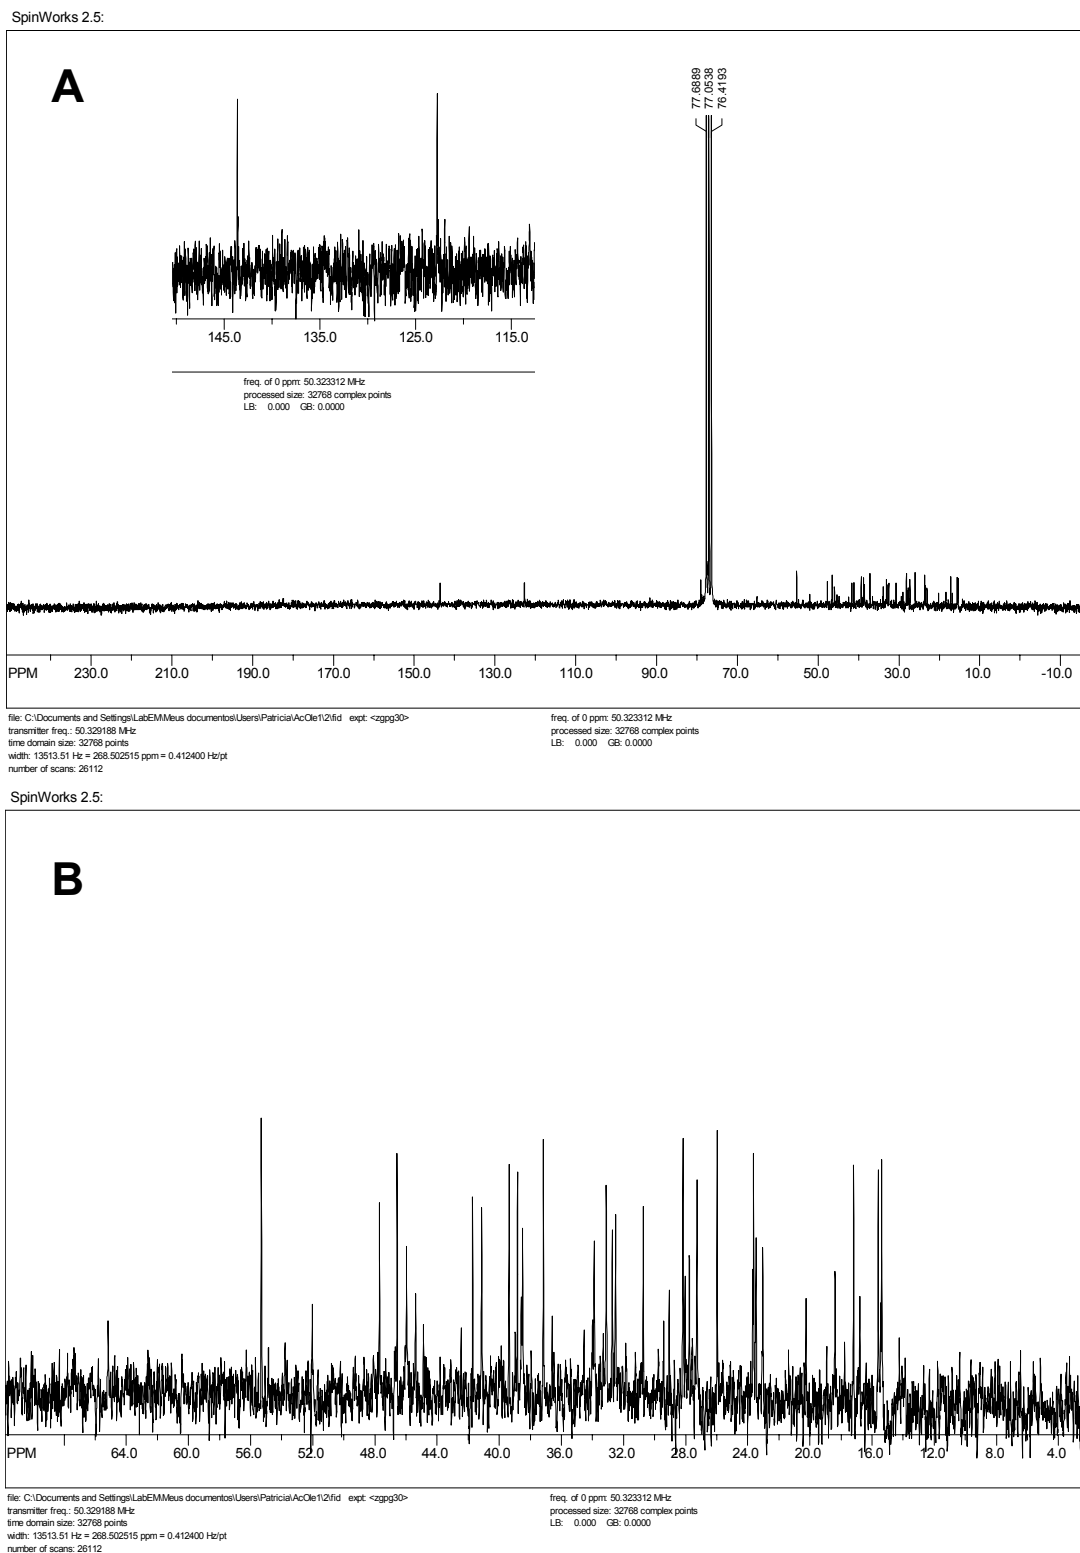 SpinWorks 2.5:
A
77.6889
77.0538
76.4193
145.0 135.0 125.0 115.0
freq. of 0 ppm: 50.323312 MHz
processed size: 32768 complex points
LB: 0.000 GB: 0.0000
PPM 230.0 210.0 190.0 170.0 150.0 130.0 110.0 90.0 70.0 50.0 30.0 10.0 -10.0
file: C:\Documents and Settings\LabEM\Meus documentos\Users\Patricia\AcOle1\2\fid expt: <zgpg30>
transmitter freq.: 50.329188 MHz
time domain size: 32768 points
width: 13513.51 Hz = 268.502515 ppm = 0.412400 Hz/pt
number of scans: 26112
freq. of 0 ppm: 50.323312 MHz
processed size: 32768 complex points
LB: 0.000 GB: 0.0000
SpinWorks 2.5:
B
PPM 64.0 60.0 56.0 52.0 48.0 44.0 40.0 36.0 32.0 28.0 24.0 20.0 16.0 12.0 8.0 4.0
file: C:\Documents and Settings\LabEM\Meus documentos\Users\Patricia\AcOle1\2\fid expt: <zgpg30>
transmitter freq.: 50.329188 MHz
time domain size: 32768 points
width: 13513.51 Hz = 268.502515 ppm = 0.412400 Hz/pt
number of scans: 26112
freq. of 0 ppm: 50.323312 MHz
processed size: 32768 complex points
LB: 0.000 GB: 0.0000